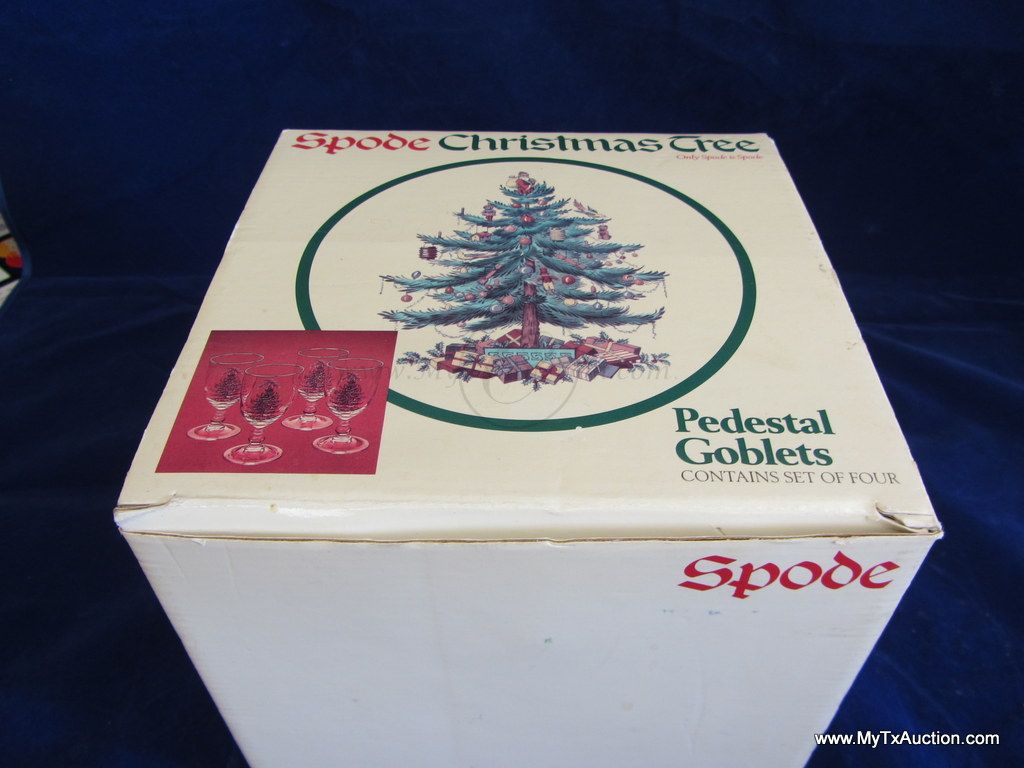 Spode Christmas Tree
Only Spode is Spode
Pedestal
Goblets
CONTAINS SET OF FOUR
Spode
www.MyTxAuction.com